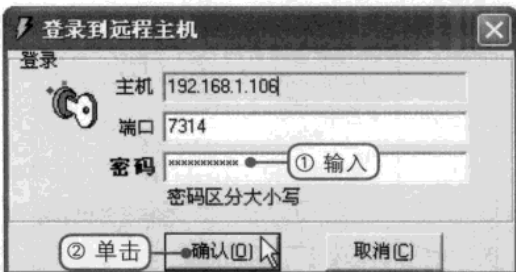 登录到远程主机
登录
主机 192.168.1.106
端口 7314
密码 ××××××××××× ① 输入
密码区分大小写
② 单击 确认(O) 取消(C)